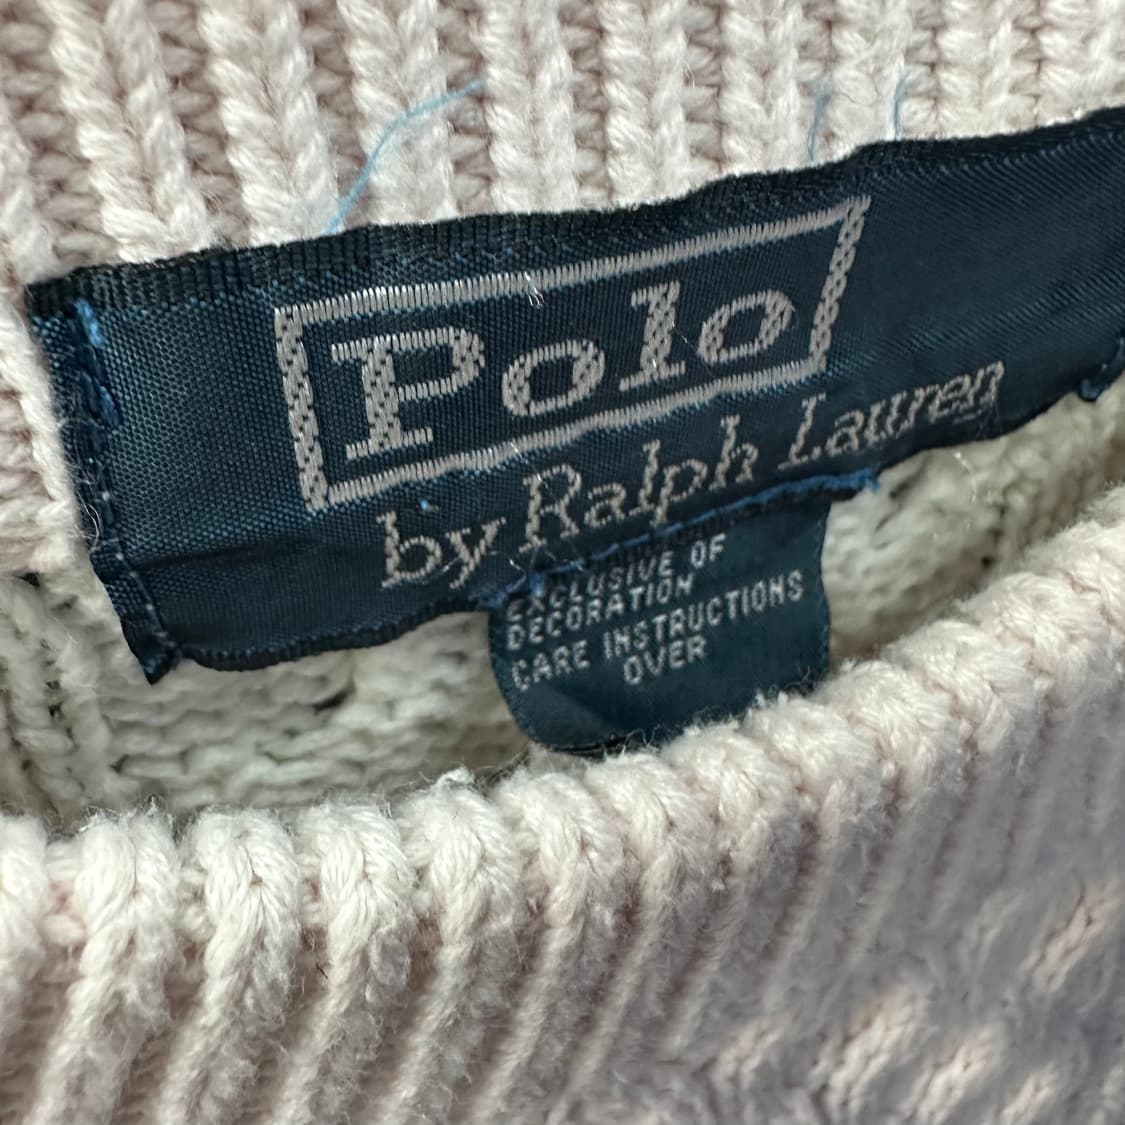 Polo
by Ralph Lauren
EXCLUSIVE OF
DECORATION
CARE INSTRUCTIONS
OVER